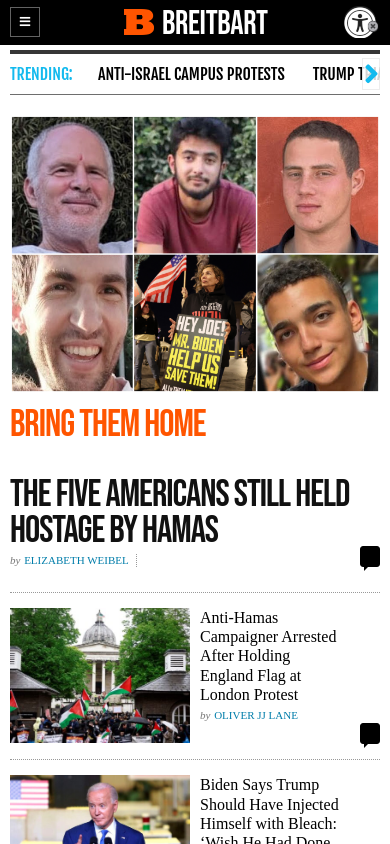 BREITBART
TRENDING:
ANTI-ISRAEL CAMPUS PROTESTS
TRUMP T
HEY JOE!
MR. BIDEN
HELP US
SAVE THEM!
BRING THEM HOME
THE FIVE AMERICANS STILL HELD
HOSTAGE BY HAMAS
by ELIZABETH WEIBEL
Anti-Hamas
Campaigner Arrested
After Holding
England Flag at
London Protest
by OLIVER JJ LANE
Biden Says Trump
Should Have Injected
Himself with Bleach:
‘Wish He Had Done